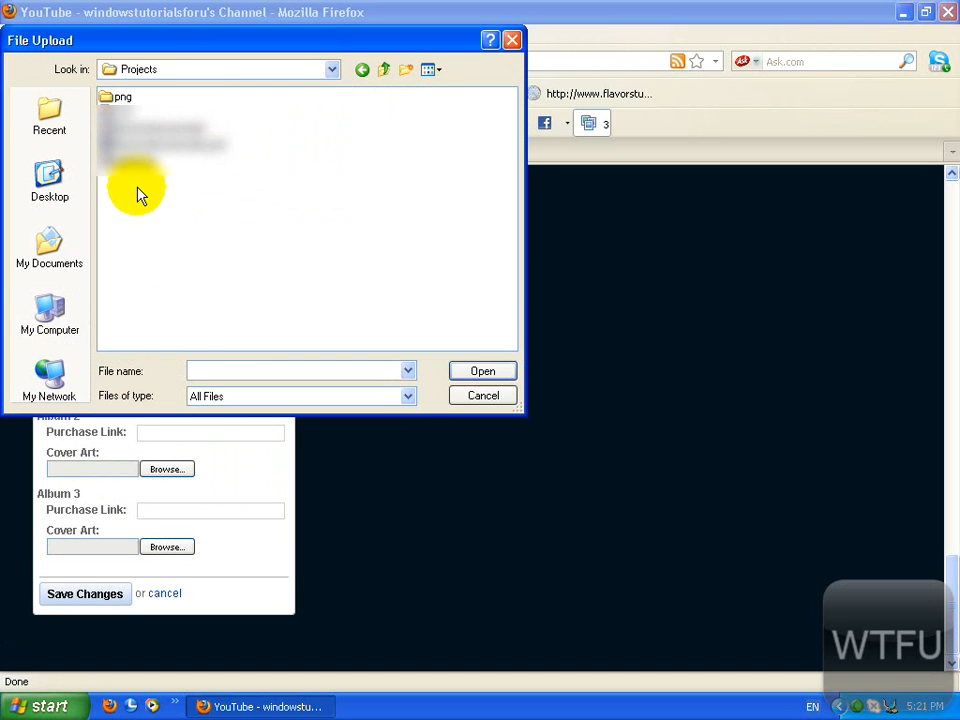 YouTube - windowstutorialsforu's Channel - Mozilla Firefox
File Upload
Look in:
Projects
Ask.com
png
http://www.flavorstu...
3
Recent
Desktop
My Documents
My Computer
My Network
File name:
Open
Files of type:
All Files
Cancel
Purchase Link:
Cover Art:
Browse...
Album 3
Purchase Link:
Cover Art:
Browse...
Save Changes or cancel
WTFU
Done
start
YouTube - windowstu...
EN
5:21 PM